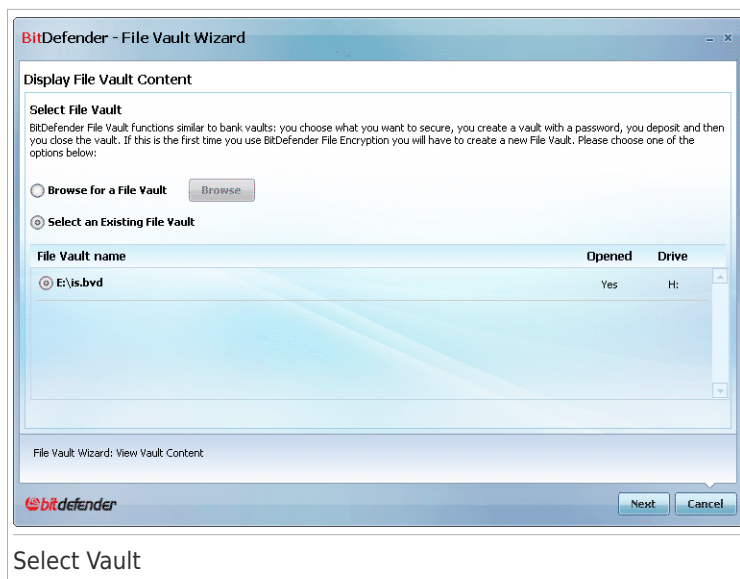 BitDefender - File Vault Wizard
Display File Vault Content
Select File Vault
BitDefender File Vault functions similar to bank vaults: you choose what you want to secure, you create a vault with a password, you deposit and then
you close the vault. If this is the first time you use BitDefender File Encryption you will have to create a new File Vault. Please choose one of the
options below:
Browse for a File Vault Browse
Select an Existing File Vault
File Vault name Opened Drive
E:\is.bvd Yes H:
File Vault Wizard: View Vault Content
bitdefender Next Cancel
Select Vault